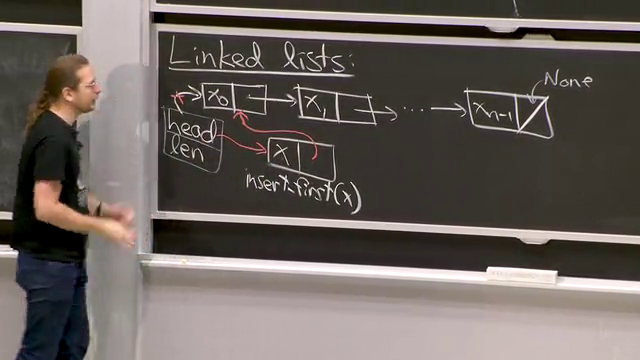 Linked lists:
None
x₀ x₁ ... xₙ₋₁
head
len
x
insert_first(x)